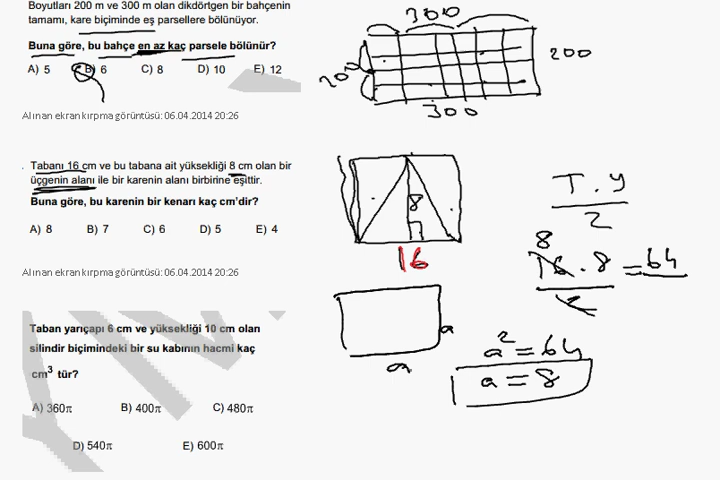 Boyutları 200 m ve 300 m olan dikdörtgen bir bahçenin
tamamı, kare biçiminde eş parsellere bölünüyor.
Buna göre, bu bahçe en az kaç parsele bölünür?
A) 5 B) 6 C) 8 D) 10 E) 12
300
200
200
300
Alınan ekran kırpma görüntüsü: 06.04.2014 20:26
. Tabanı 16 cm ve bu tabana ait yüksekliği 8 cm olan bir
üçgenin alanı ile bir karenin alanı birbirine eşittir.
Buna göre, bu karenin bir kenarı kaç cm'dir?
A) 8 B) 7 C) 6 D) 5 E) 4
8
16
T . y
2
8
16 . 8 = 64
2
Alınan ekran kırpma görüntüsü: 06.04.2014 20:26
a
a
a² = 64
a = 8
Taban yarıçapı 6 cm ve yüksekliği 10 cm olan
silindir biçimindeki bir su kabının hacmi kaç
cm³ tür?
A) 360π B) 400π C) 480π
D) 540π E) 600π